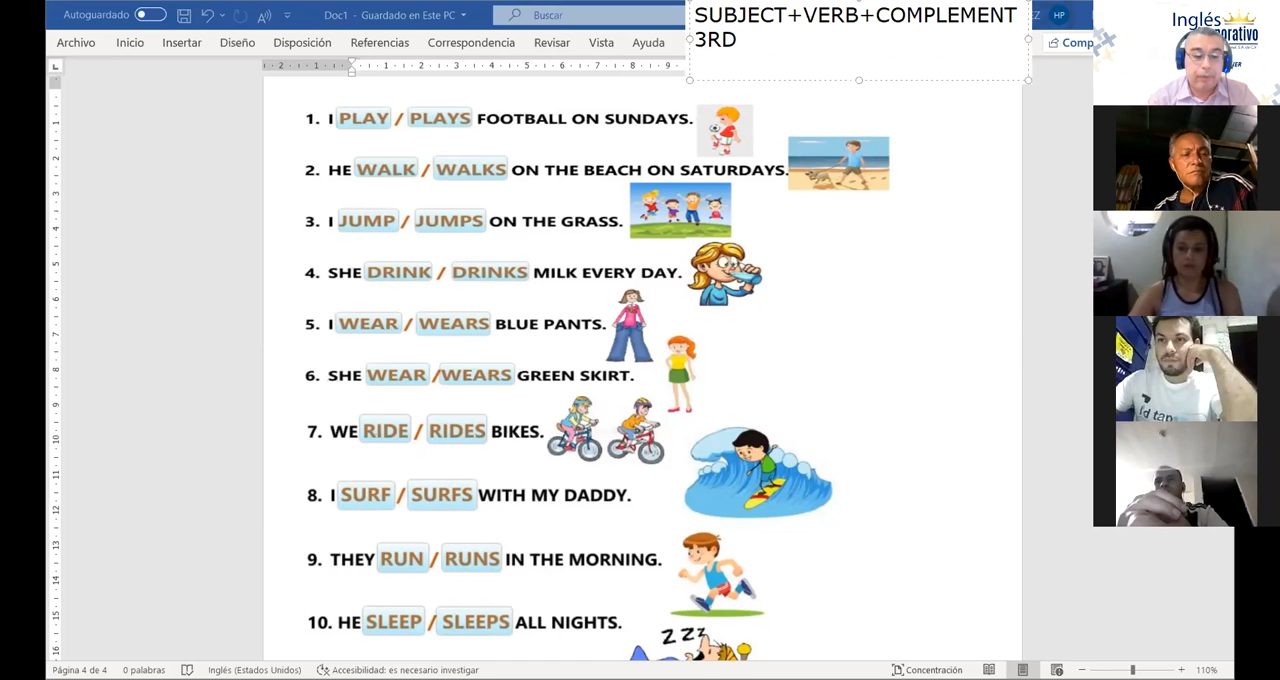 Autoguardado
Doc1 - Guardado en Este PC
Buscar
HP
SUBJECT+VERB+COMPLEMENT
3RD
Inglés
Archivo Inicio Insertar Diseño Disposición Referencias Correspondencia Revisar Vista Ayuda
1. I PLAY / PLAYS FOOTBALL ON SUNDAYS.
2. HE WALK / WALKS ON THE BEACH ON SATURDAYS.
3. I JUMP / JUMPS ON THE GRASS.
4. SHE DRINK / DRINKS MILK EVERY DAY.
5. I WEAR / WEARS BLUE PANTS.
6. SHE WEAR /WEARS GREEN SKIRT.
7. WE RIDE / RIDES BIKES.
8. I SURF / SURFS WITH MY DADDY.
9. THEY RUN / RUNS IN THE MORNING.
10. HE SLEEP / SLEEPS ALL NIGHTS.
Z Z Z
Página 4 de 4 0 palabras Inglés (Estados Unidos) Accesibilidad: es necesario investigar Concentración 110%